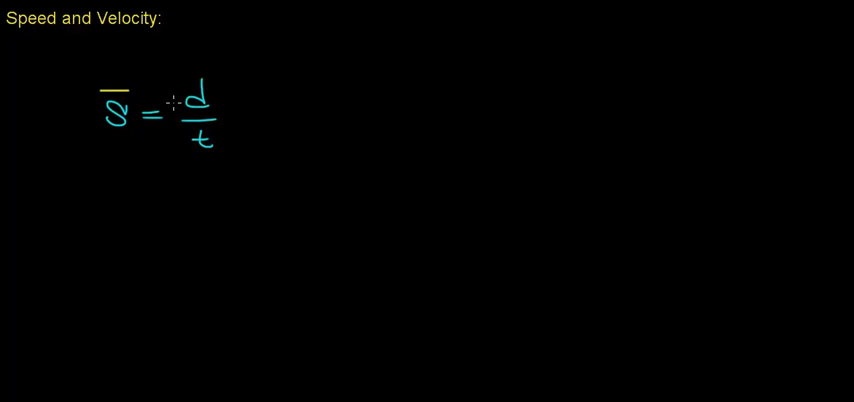 Speed and Velocity:
s̅ = d/t